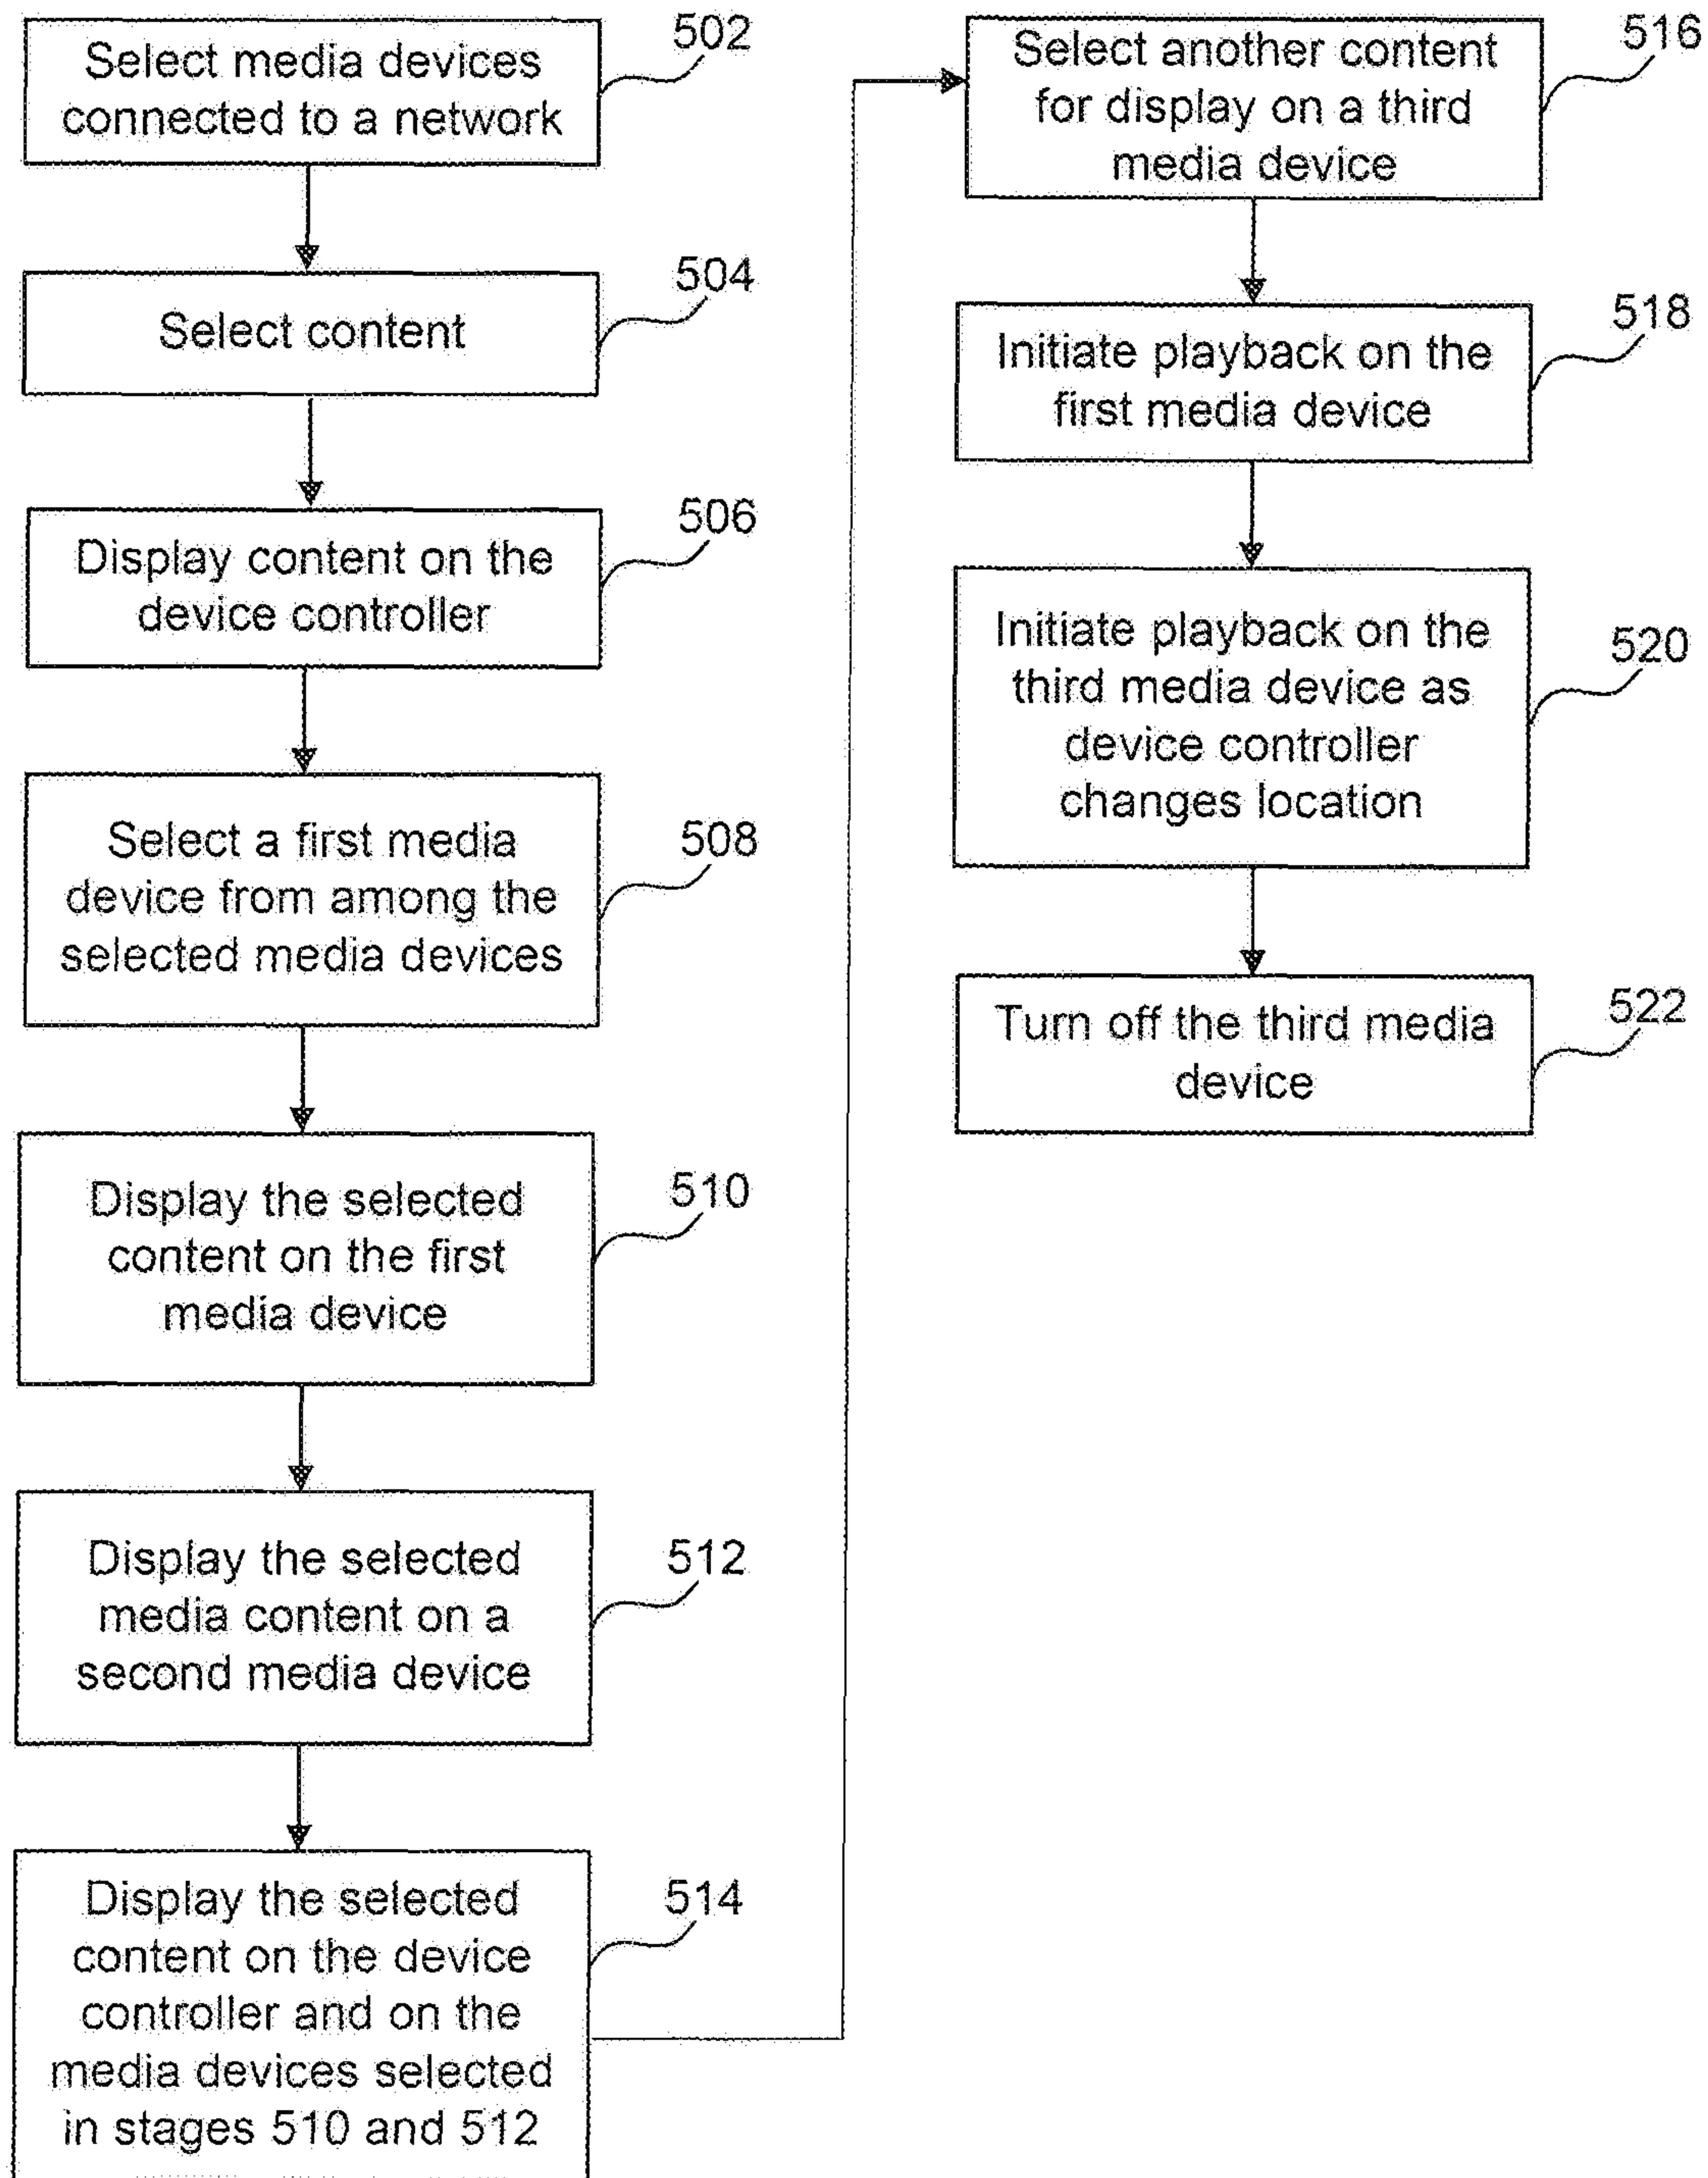 Select media devices
connected to a network
502
Select content
504
Display content on the
device controller
506
Select a first media
device from among the
selected media devices
508
Display the selected
content on the first
media device
510
Display the selected
media content on a
second media device
512
Display the selected
content on the device
controller and on the
media devices selected
in stages 510 and 512
514
Select another content
for display on a third
media device
516
Initiate playback on the
first media device
518
Initiate playback on the
third media device as
device controller
changes location
520
Turn off the third media
device
522